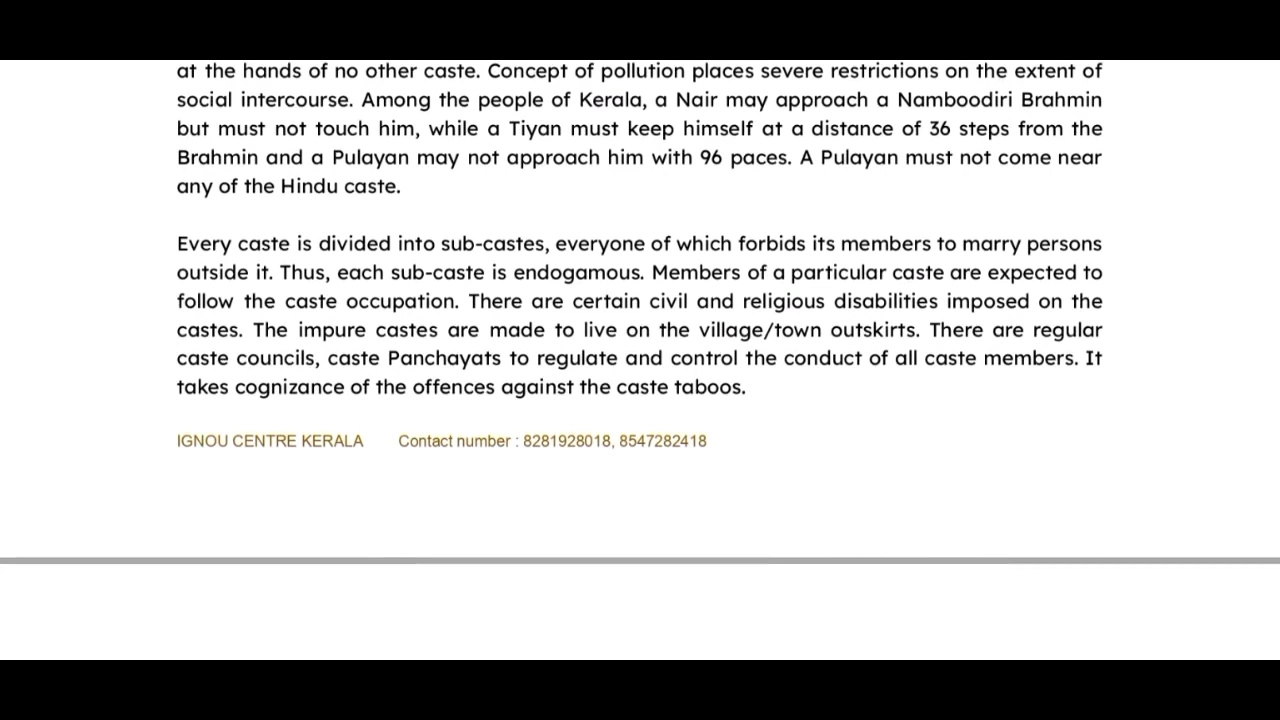 at the hands of no other caste. Concept of pollution places severe restrictions on the extent of
social intercourse. Among the people of Kerala, a Nair may approach a Namboodiri Brahmin
but must not touch him, while a Tiyan must keep himself at a distance of 36 steps from the
Brahmin and a Pulayan may not approach him with 96 paces. A Pulayan must not come near
any of the Hindu caste.
Every caste is divided into sub-castes, everyone of which forbids its members to marry persons
outside it. Thus, each sub-caste is endogamous. Members of a particular caste are expected to
follow the caste occupation. There are certain civil and religious disabilities imposed on the
castes. The impure castes are made to live on the village/town outskirts. There are regular
caste councils, caste Panchayats to regulate and control the conduct of all caste members. It
takes cognizance of the offences against the caste taboos.
IGNOU CENTRE KERALA Contact number : 8281928018, 8547282418